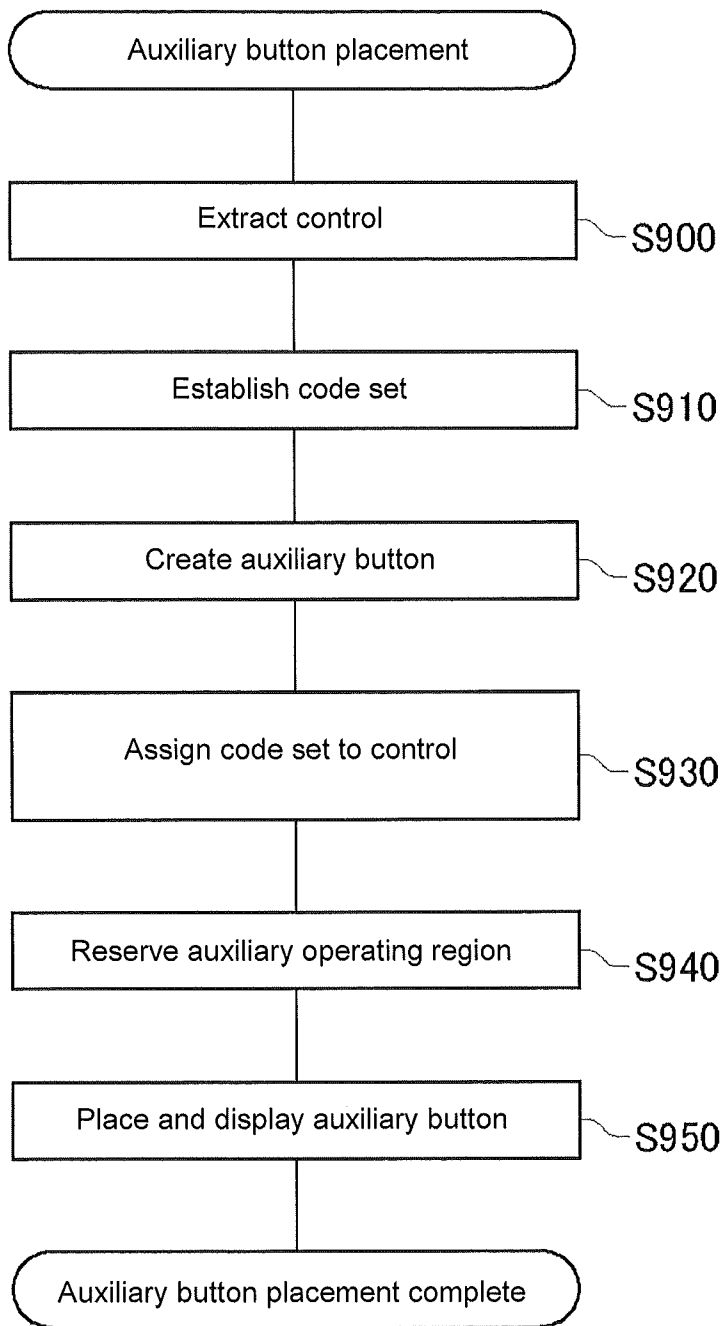 Auxiliary button placement
Extract control
S900
Establish code set
S910
Create auxiliary button
S920
Assign code set to control
S930
Reserve auxiliary operating region
S940
Place and display auxiliary button
S950
Auxiliary button placement complete